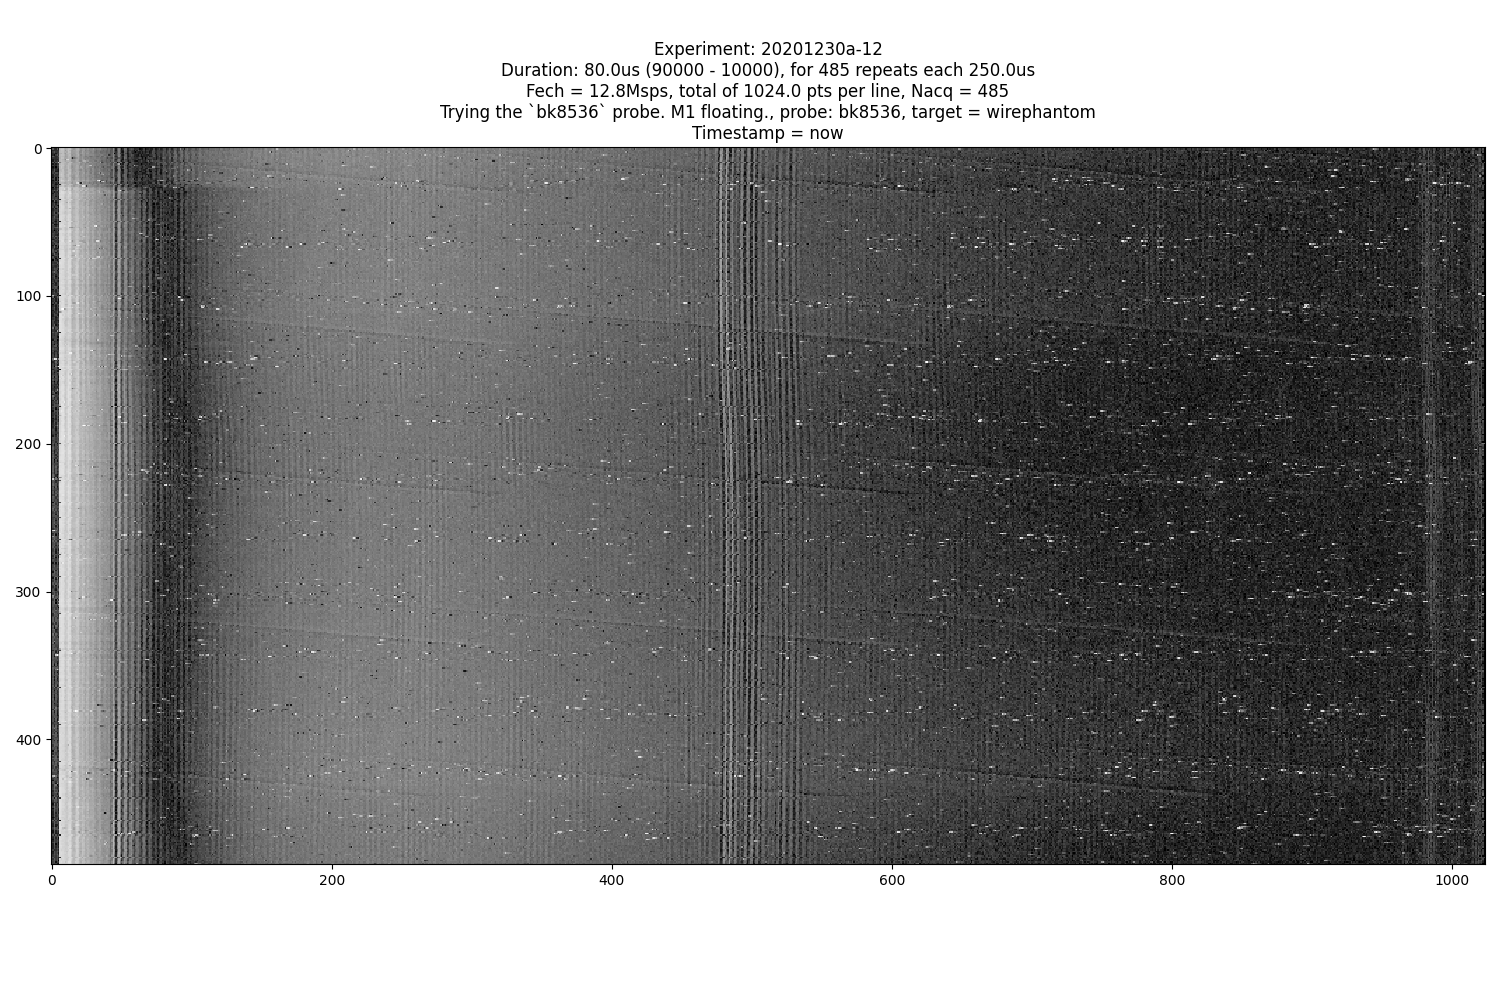 Experiment: 20201230a-12
Duration: 80.0us (90000 - 10000), for 485 repeats each 250.0us
Fech = 12.8Msps, total of 1024.0 pts per line, Nacq = 485
Trying the `bk8536` probe. M1 floating., probe: bk8536, target = wirephantom
Timestamp = now
0
100
200
300
400
0 200 400 600 800 1000